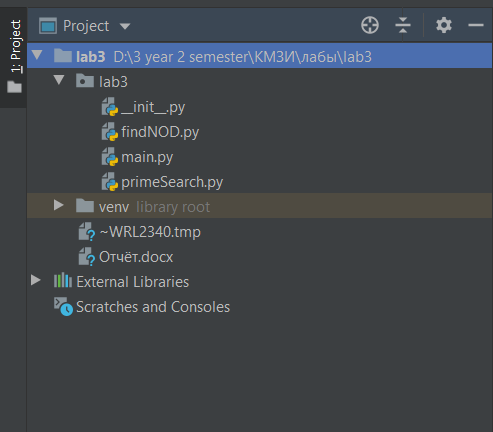 Project
1: Project
lab3 D:\3 year 2 semester\КМЗИ\лабы\lab3
lab3
__init__.py
findNOD.py
main.py
primeSearch.py
venv library root
~WRL2340.tmp
Отчёт.docx
External Libraries
Scratches and Consoles